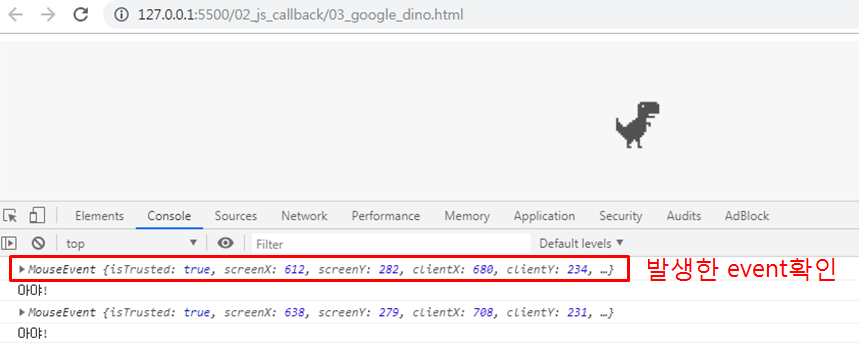 127.0.0.1:5500/02_js_callback/03_google_dino.html
Elements Console Sources Network Performance Memory Application Security Audits AdBlock
top ▼ Filter Default levels ▼
▶ MouseEvent {isTrusted: true, screenX: 612, screenY: 282, clientX: 680, clientY: 234, …} 발생한 event확인
아야!
▶ MouseEvent {isTrusted: true, screenX: 638, screenY: 279, clientX: 708, clientY: 231, …}
아야!